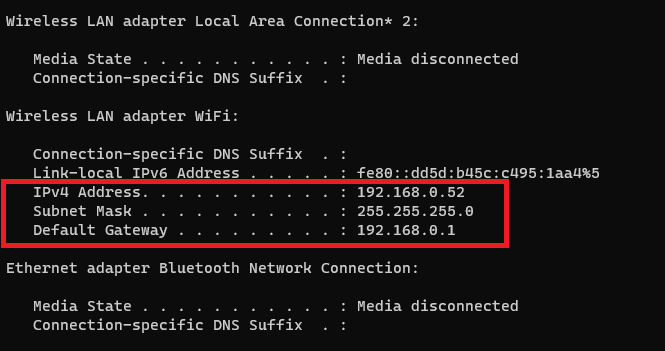 Wireless LAN adapter Local Area Connection* 2:
Media State . . . . . . . . . . . : Media disconnected
Connection-specific DNS Suffix  . :
Wireless LAN adapter WiFi:
Connection-specific DNS Suffix  . :
Link-local IPv6 Address . . . . . : fe80::dd5d:b45c:c495:1aa4%5
IPv4 Address. . . . . . . . . . . : 192.168.0.52
Subnet Mask . . . . . . . . . . . : 255.255.255.0
Default Gateway . . . . . . . . . : 192.168.0.1
Ethernet adapter Bluetooth Network Connection:
Media State . . . . . . . . . . . : Media disconnected
Connection-specific DNS Suffix  . :